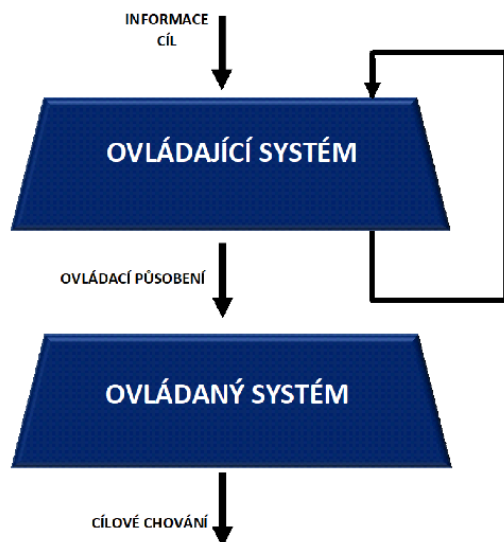 INFORMACE
CÍL
OVLÁDAJÍCÍ SYSTÉM
OVLÁDACÍ PŮSOBENÍ
OVLÁDANÝ SYSTÉM
CÍLOVÉ CHOVÁNÍ